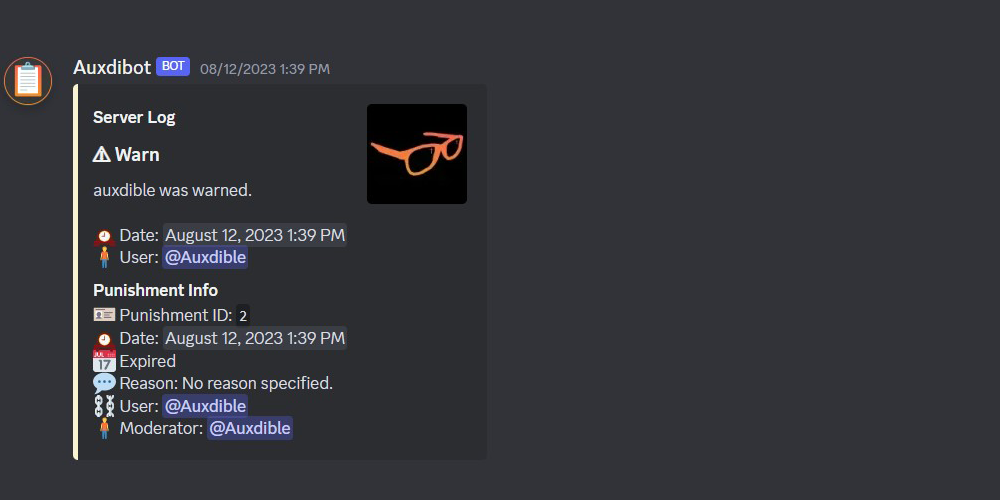 Auxdibot BOT 08/12/2023 1:39 PM
Server Log
⚠ Warn
auxdible was warned.
🕰 Date: August 12, 2023 1:39 PM
🧍 User: @Auxdible
Punishment Info
🪪 Punishment ID: 2
🕰 Date: August 12, 2023 1:39 PM
📅 Expired
💬 Reason: No reason specified.
⛓ User: @Auxdible
🧍 Moderator: @Auxdible